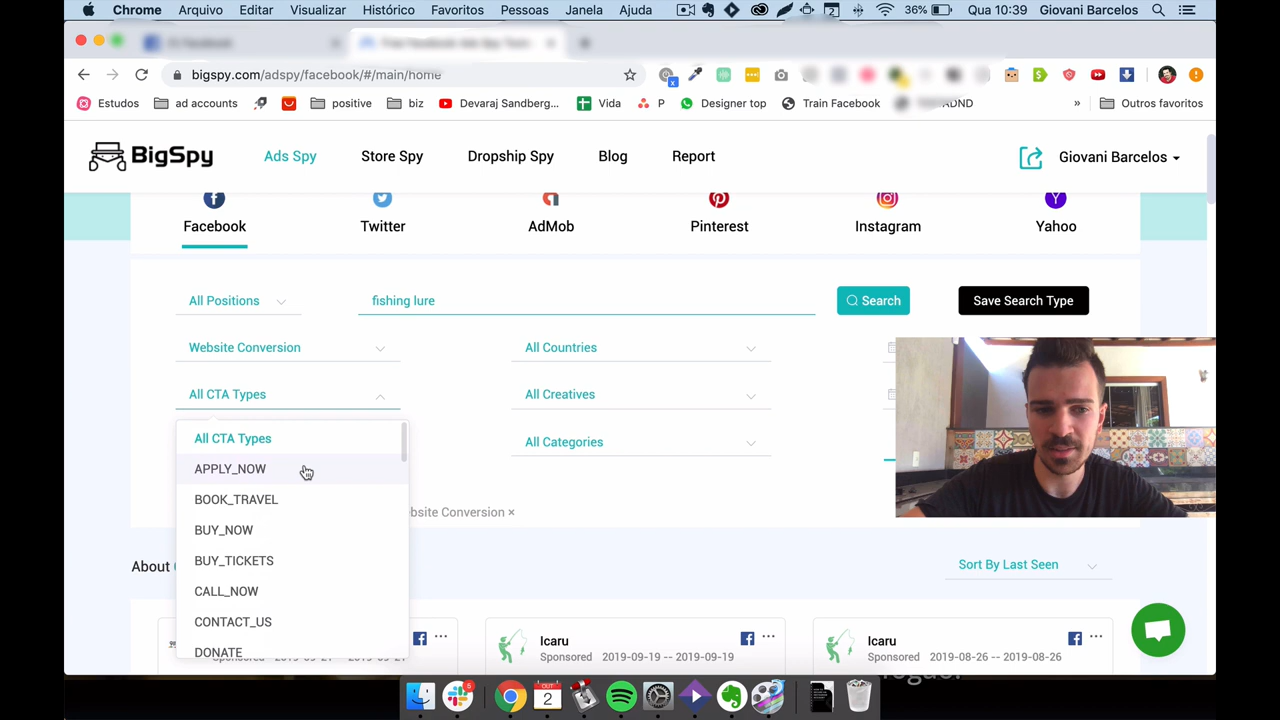 Chrome Arquivo Editar Visualizar Histórico Favoritos Pessoas Janela Ajuda 36% Qua 10:39 Giovani Barcelos
bigspy.com/adspy/facebook/#/main/home
Estudos ad accounts positive biz Devaraj Sandberg... Vida P Designer top Train Facebook ADND » Outros favoritos
BigSpy Ads Spy Store Spy Dropship Spy Blog Report Giovani Barcelos
Facebook Twitter AdMob Pinterest Instagram Yahoo
All Positions fishing lure Search Save Search Type
Website Conversion All Countries
All CTA Types All Creatives
All CTA Types
All Categories
APPLY_NOW
BOOK_TRAVEL
ebsite Conversion ×
BUY_NOW
BUY_TICKETS
About Sort By Last Seen
CALL_NOW
CONTACT_US
DONATE
Icaru
Sponsored 2019-09-19 -- 2019-09-19
Icaru
Sponsored 2019-08-26 -- 2019-08-26
OUT
2
5